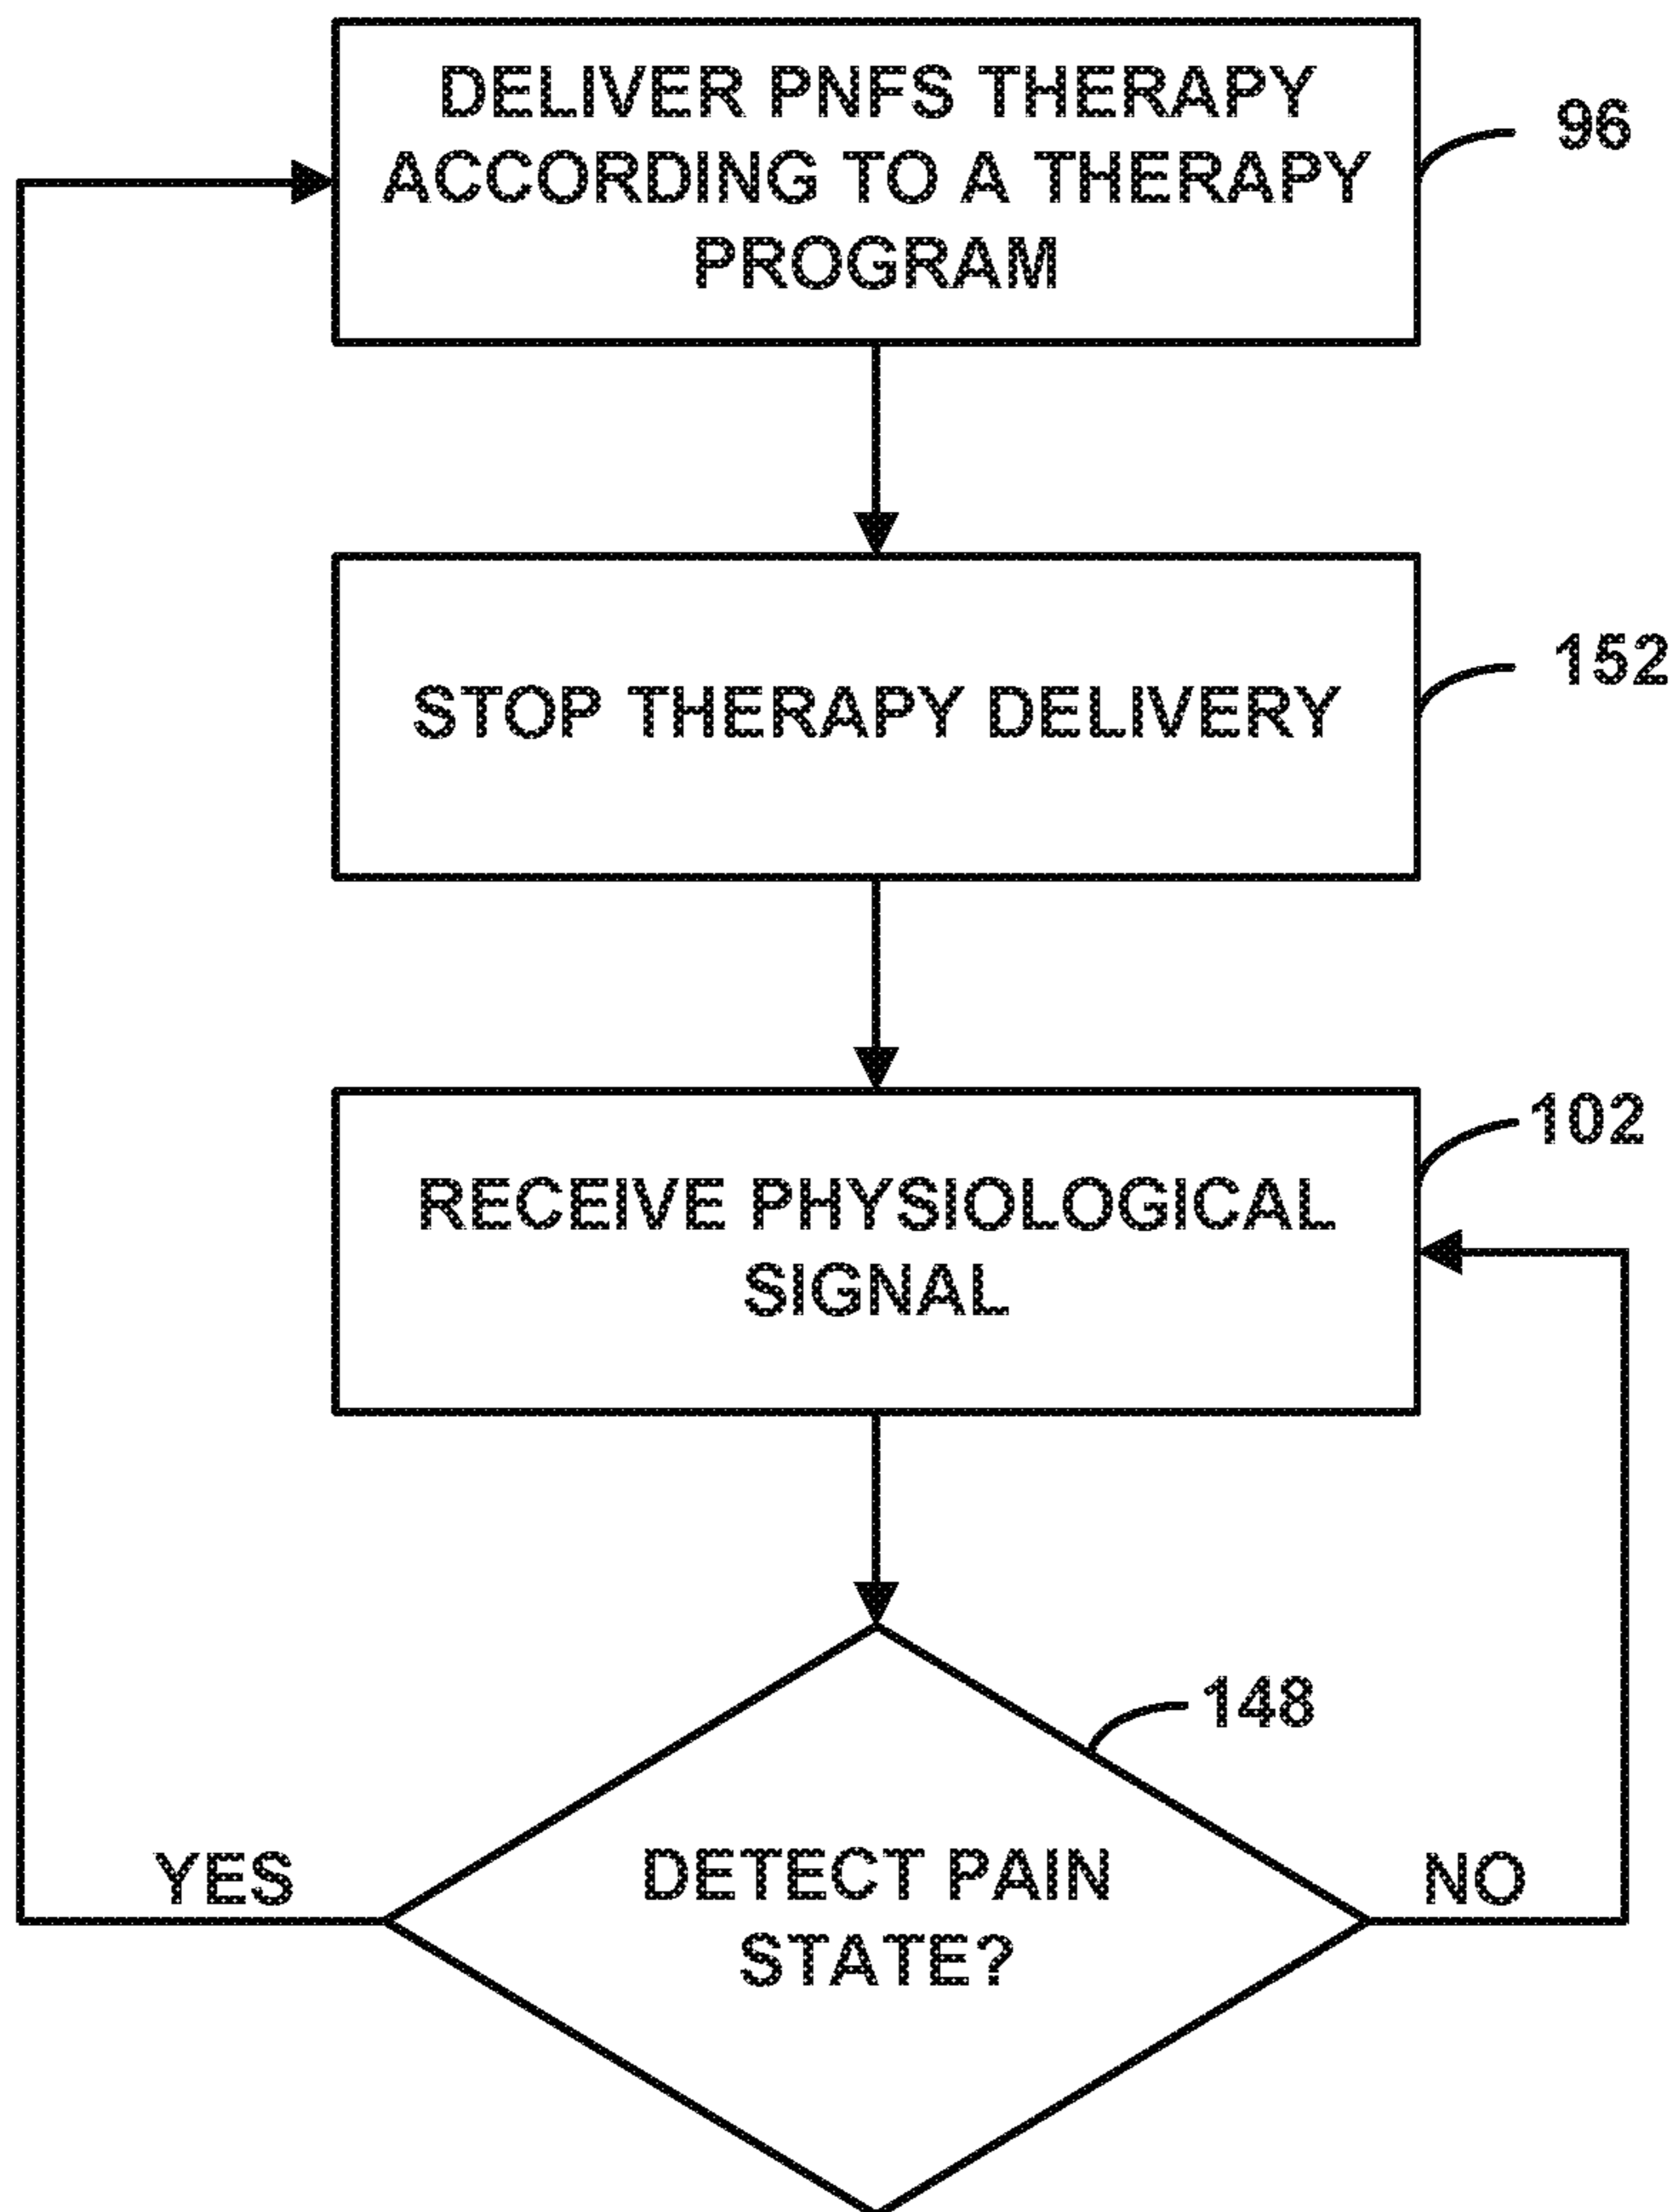 DELIVER PNFS THERAPY
ACCORDING TO A THERAPY
PROGRAM
96
STOP THERAPY DELIVERY
152
RECEIVE PHYSIOLOGICAL
SIGNAL
102
DETECT PAIN
STATE?
148
YES
NO